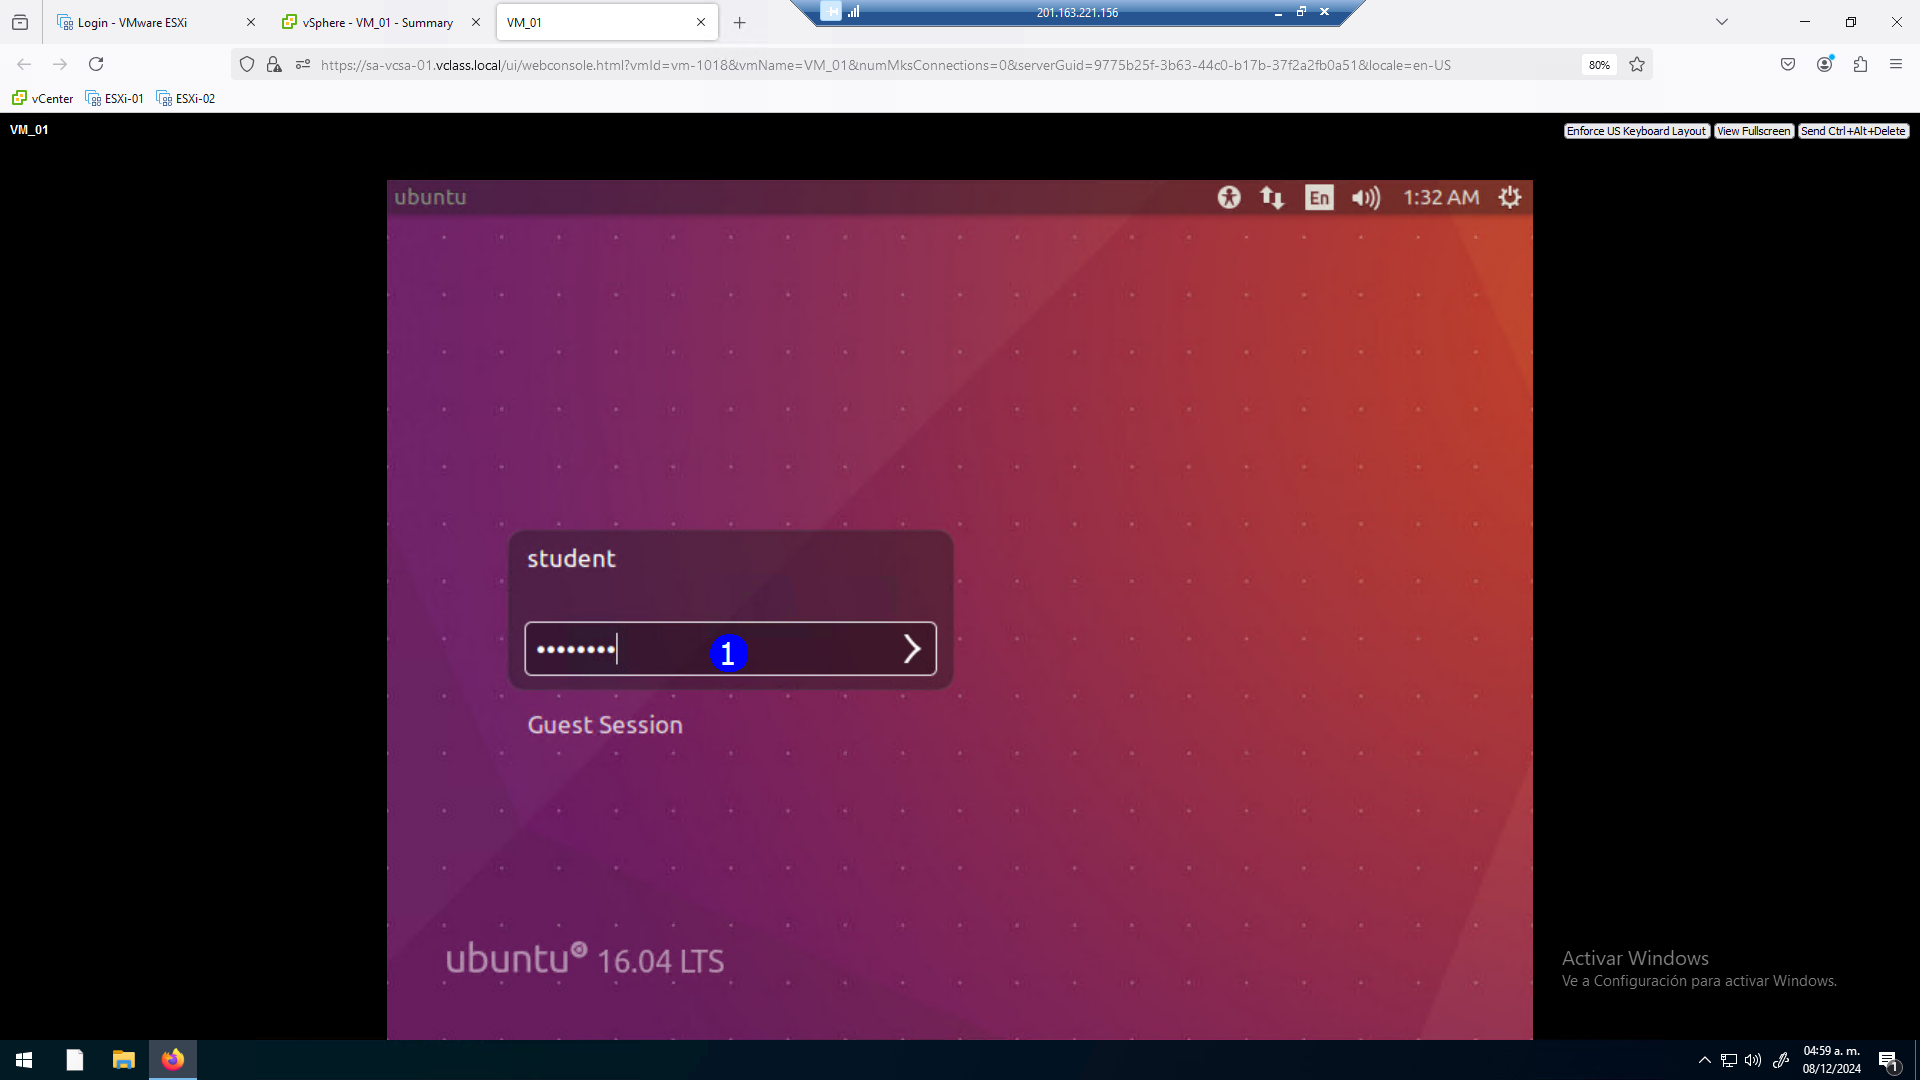 Login - VMware ESXi
vSphere - VM_01 - Summary
VM_01
201.163.221.156
https://sa-vcsa-01.vclass.local/ui/webconsole.html?vmId=vm-1018&vmName=VM_01&numMksConnections=0&serverGuid=9775b25f-3b63-44c0-b17b-37f2a2fb0a51&locale=en-US
80%
vCenter
ESXi-01
ESXi-02
VM_01
Enforce US Keyboard Layout
View Fullscreen
Send Ctrl+Alt+Delete
ubuntu
En
1:32 AM
student
••••••••
1
Guest Session
ubuntu 16.04 LTS
Activar Windows
Ve a Configuración para activar Windows.
04:59 a. m.
08/12/2024
1